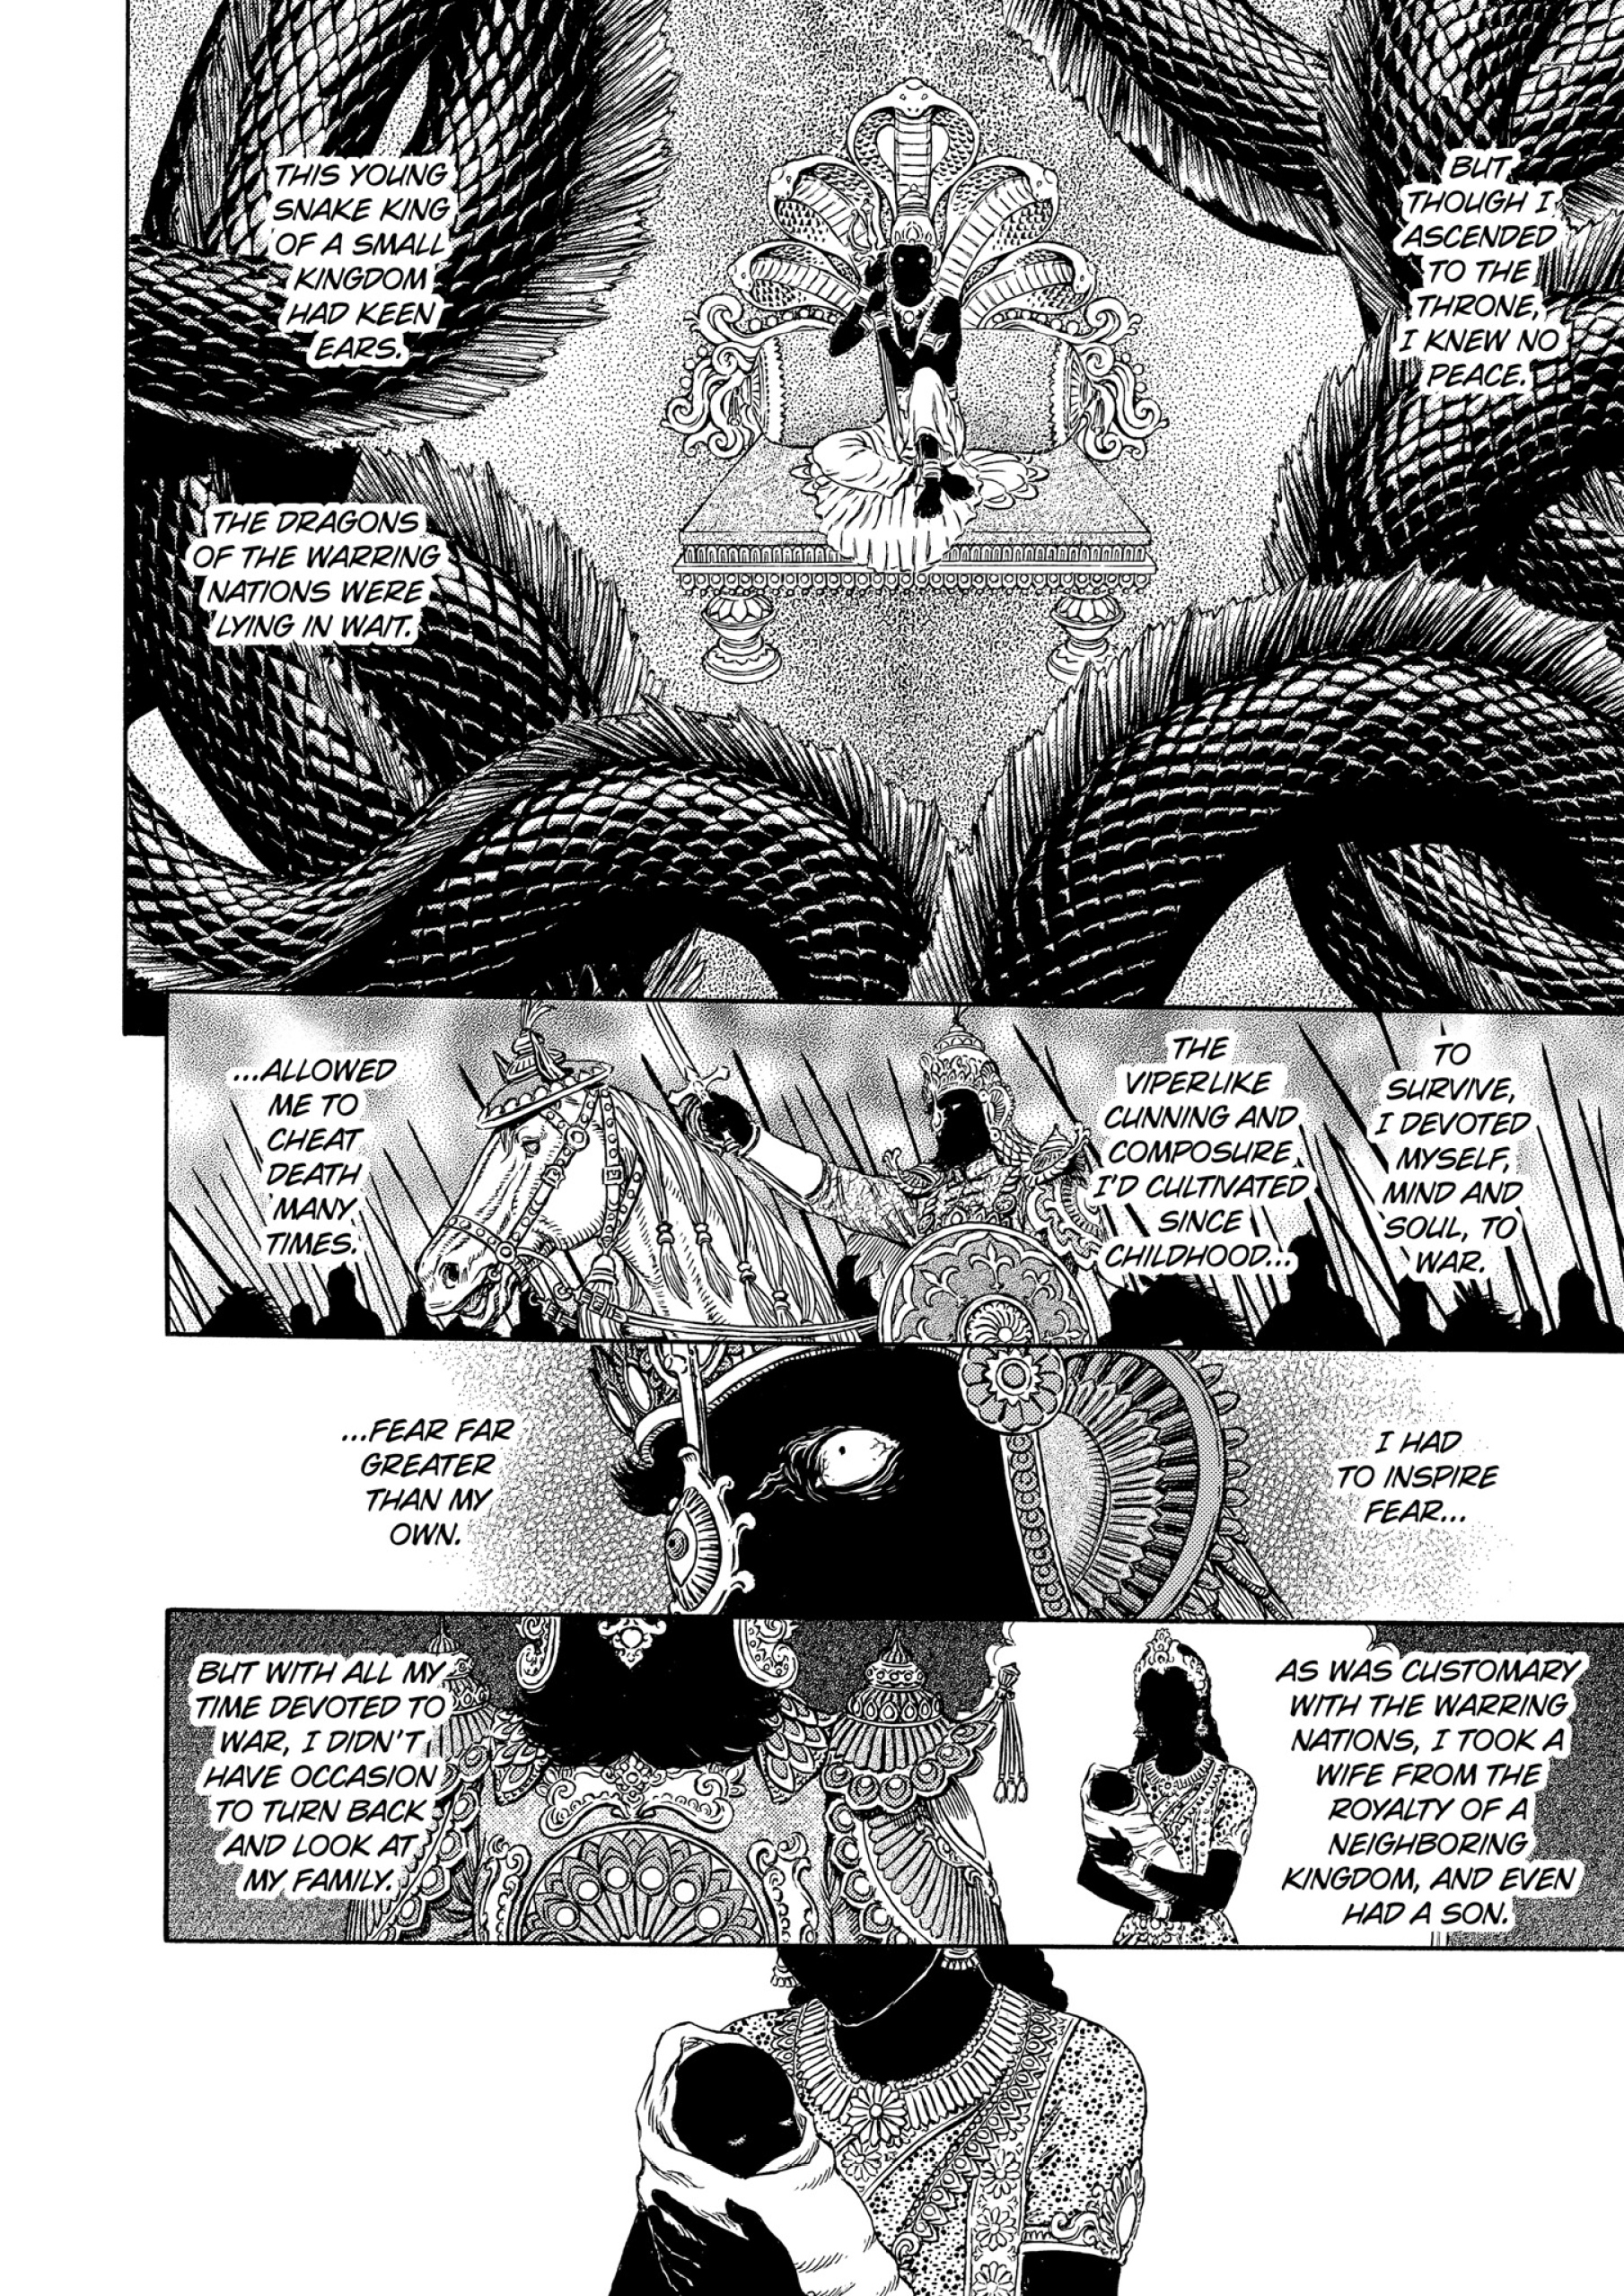 BUT
THOUGH I
ASCENDED
TO THE
THRONE,
I KNEW NO
PEACE.
THIS YOUNG
SNAKE KING
OF A SMALL
KINGDOM
HAD KEEN
EARS.
THE DRAGONS
OF THE WARRING
NATIONS WERE
LYING IN WAIT.
TO
SURVIVE,
I DEVOTED
MYSELF,
MIND AND
SOUL, TO
WAR.
THE
VIPERLIKE
CUNNING AND
COMPOSURE
I'D CULTIVATED
SINCE
CHILDHOOD...
...ALLOWED
ME TO
CHEAT
DEATH
MANY
TIMES.
I HAD
TO INSPIRE
FEAR...
...FEAR FAR
GREATER
THAN MY
OWN.
AS WAS CUSTOMARY
WITH THE WARRING
NATIONS, I TOOK A
WIFE FROM THE
ROYALTY OF A
NEIGHBORING
KINGDOM, AND EVEN
HAD A SON.
BUT WITH ALL MY
TIME DEVOTED TO
WAR, I DIDN'T
HAVE OCCASION
TO TURN BACK
AND LOOK AT
MY FAMILY.